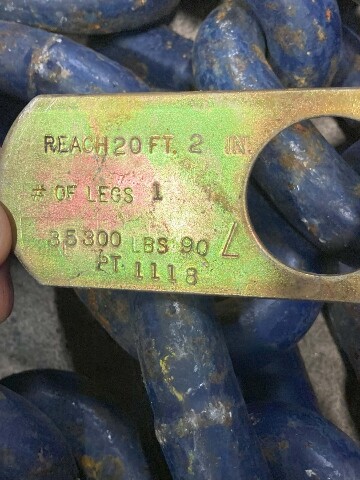 REACH 20 FT. 2 IN.
# OF LEGS 1
35300 LBS 90 L
PT 1118